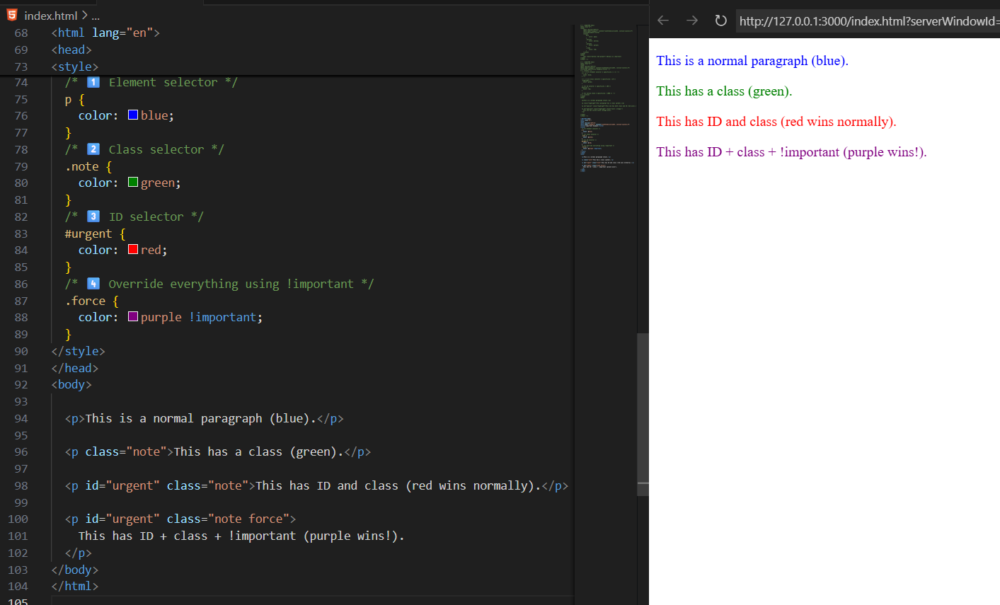 index.html > ...
68 <html lang="en">
69 <head>
73 <style>
74 /* 1️⃣ Element selector */
75 p {
76 color: blue;
77 }
78 /* 2️⃣ Class selector */
79 .note {
80 color: green;
81 }
82 /* 3️⃣ ID selector */
83 #urgent {
84 color: red;
85 }
86 /* 4️⃣ Override everything using !important */
87 .force {
88 color: purple !important;
89 }
90 </style>
91 </head>
92 <body>
93
94 <p>This is a normal paragraph (blue).</p>
95
96 <p class="note">This has a class (green).</p>
97
98 <p id="urgent" class="note">This has ID and class (red wins normally).</p>
99
100 <p id="urgent" class="note force">
101 This has ID + class + !important (purple wins!).
102 </p>
103 </body>
104 </html>
105
http://127.0.0.1:3000/index.html?serverWindowId=
This is a normal paragraph (blue).
This has a class (green).
This has ID and class (red wins normally).
This has ID + class + !important (purple wins!).